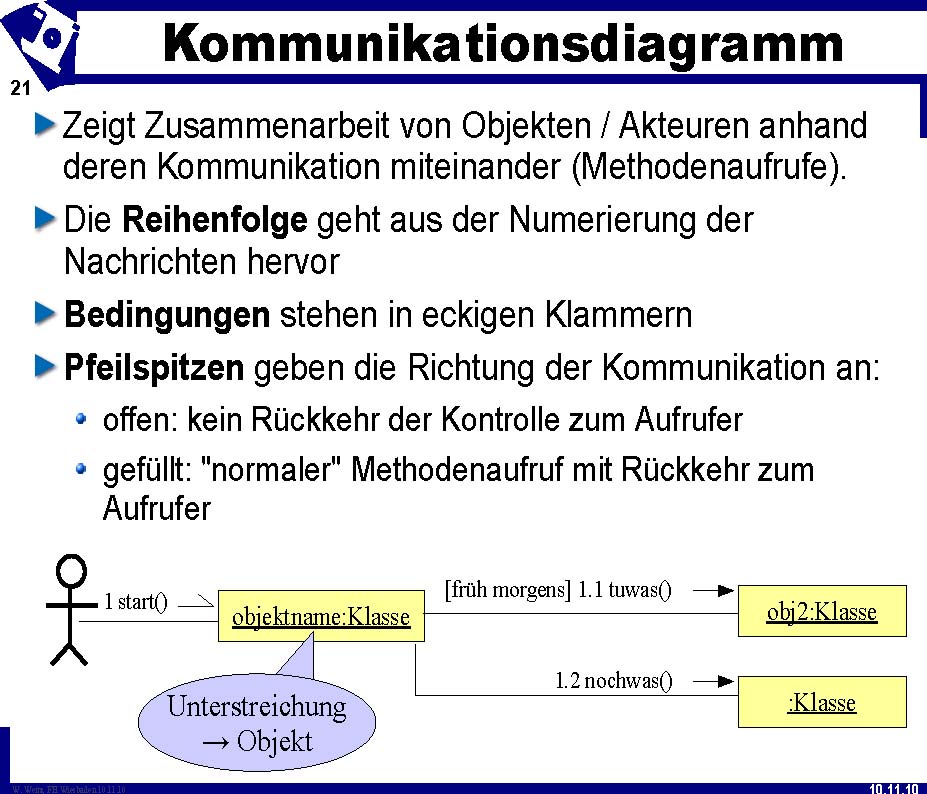 Kommunikationsdiagramm
21
Zeigt Zusammenarbeit von Objekten / Akteuren anhand
deren Kommunikation miteinander (Methodenaufrufe).
Die Reihenfolge geht aus der Numerierung der
Nachrichten hervor
Bedingungen stehen in eckigen Klammern
Pfeilspitzen geben die Richtung der Kommunikation an:
offen: kein Rückkehr der Kontrolle zum Aufrufer
gefüllt: "normaler" Methodenaufruf mit Rückkehr zum
Aufrufer
1 start()
objektname:Klasse
[früh morgens] 1.1 tuwas()
obj2:Klasse
1.2 nochwas()
:Klasse
Unterstreichung
→ Objekt
FH Wiesbaden 10.11.10
10.11.10